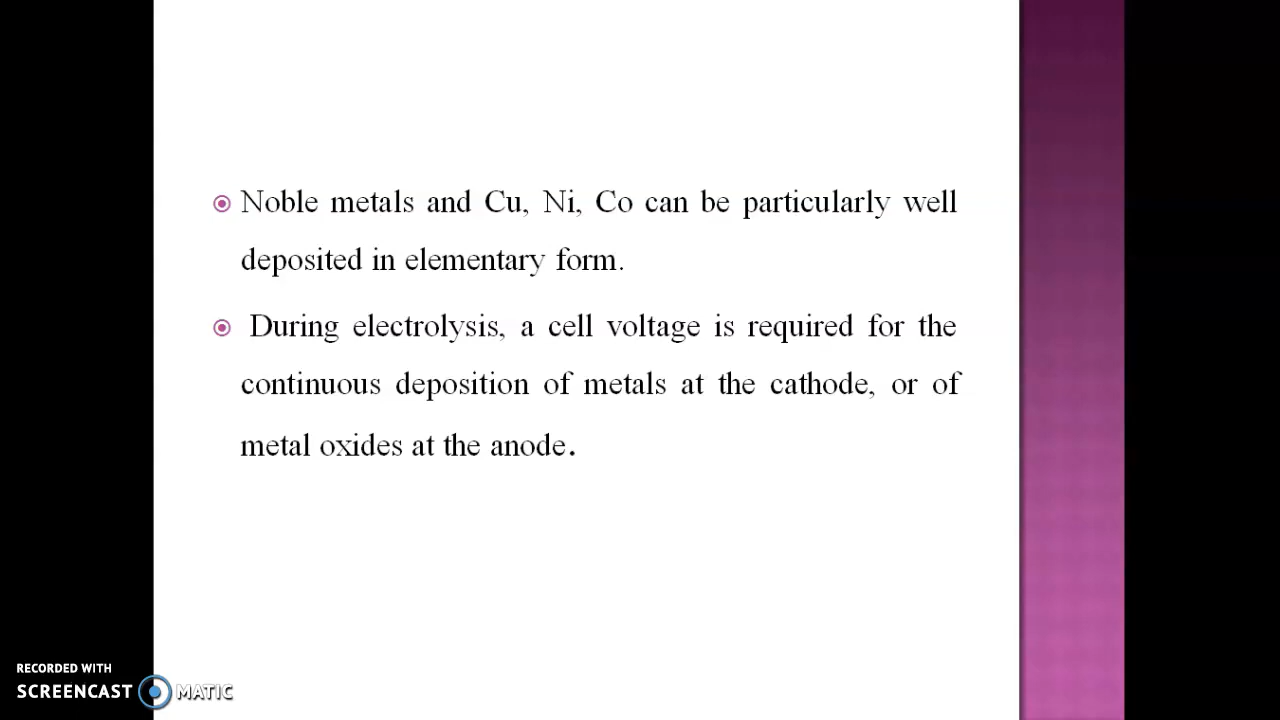 Noble metals and Cu, Ni, Co can be particularly well
deposited in elementary form.
During electrolysis, a cell voltage is required for the
continuous deposition of metals at the cathode, or of
metal oxides at the anode.
RECORDED WITH
SCREENCAST MATIC